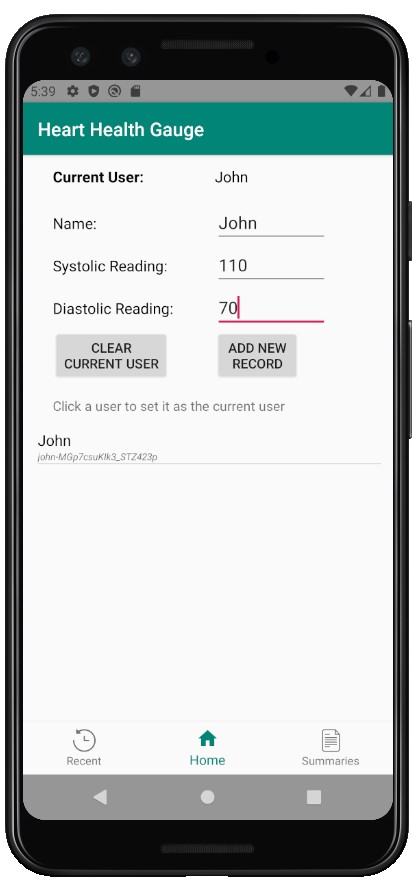 5:39
Heart Health Gauge
Current User: John
Name: John
Systolic Reading: 110
Diastolic Reading: 70
CLEAR
CURRENT USER
ADD NEW
RECORD
Click a user to set it as the current user
John
john-MGp7csuKlk3_STZ423p
Recent
Home
Summaries